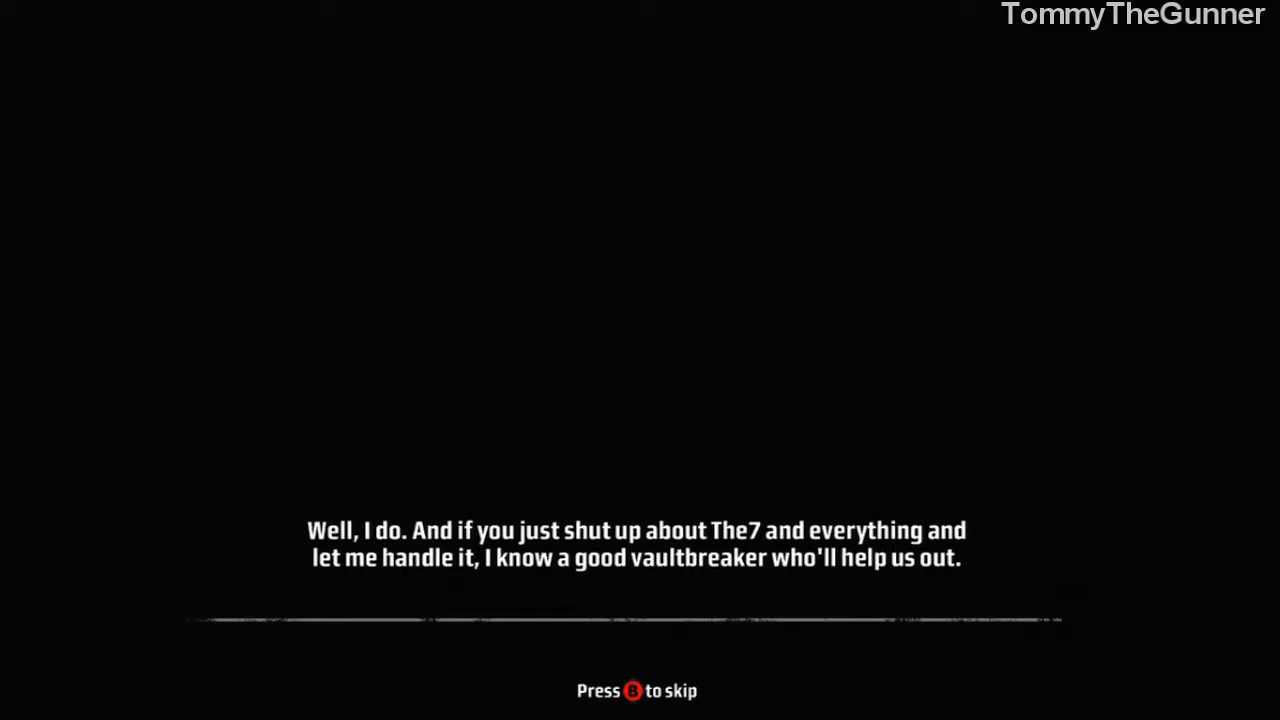 TommyTheGunner
Well, I do. And if you just shut up about The7 and everything and
let me handle it, I know a good vaultbreaker who'll help us out.
Press B to skip